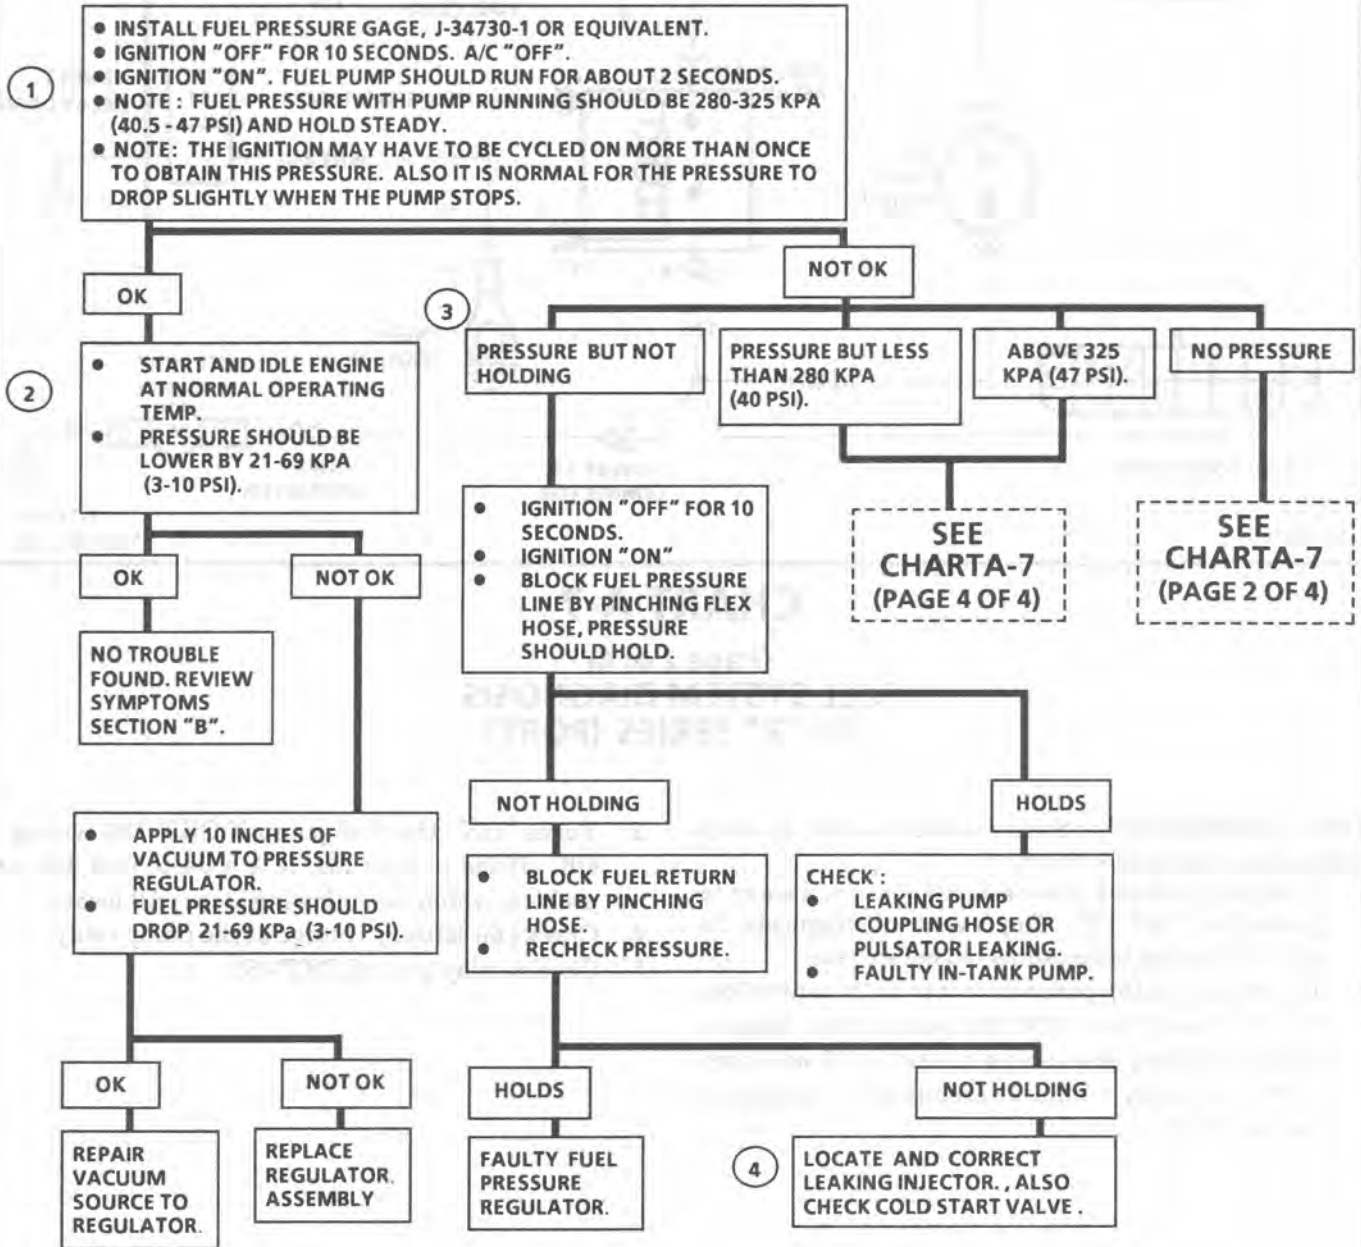 1
• INSTALL FUEL PRESSURE GAGE, J-34730-1 OR EQUIVALENT.
• IGNITION "OFF" FOR 10 SECONDS. A/C "OFF".
• IGNITION "ON". FUEL PUMP SHOULD RUN FOR ABOUT 2 SECONDS.
• NOTE : FUEL PRESSURE WITH PUMP RUNNING SHOULD BE 280-325 KPA
(40.5 - 47 PSI) AND HOLD STEADY.
• NOTE: THE IGNITION MAY HAVE TO BE CYCLED ON MORE THAN ONCE
TO OBTAIN THIS PRESSURE. ALSO IT IS NORMAL FOR THE PRESSURE TO
DROP SLIGHTLY WHEN THE PUMP STOPS.
OK
NOT OK
2
• START AND IDLE ENGINE
AT NORMAL OPERATING
TEMP.
• PRESSURE SHOULD BE
LOWER BY 21-69 KPA
(3-10 PSI).
3
PRESSURE BUT NOT
HOLDING
PRESSURE BUT LESS
THAN 280 KPA
(40 PSI).
ABOVE 325
KPA (47 PSI).
NO PRESSURE
• IGNITION "OFF" FOR 10
SECONDS.
• IGNITION "ON"
• BLOCK FUEL PRESSURE
LINE BY PINCHING FLEX
HOSE, PRESSURE
SHOULD HOLD.
SEE
CHARTA-7
(PAGE 4 OF 4)
SEE
CHARTA-7
(PAGE 2 OF 4)
OK
NOT OK
NO TROUBLE
FOUND. REVIEW
SYMPTOMS
SECTION "B".
NOT HOLDING
HOLDS
• APPLY 10 INCHES OF
VACUUM TO PRESSURE
REGULATOR.
• FUEL PRESSURE SHOULD
DROP 21-69 KPa (3-10 PSI).
• BLOCK FUEL RETURN
LINE BY PINCHING
HOSE.
• RECHECK PRESSURE.
CHECK :
• LEAKING PUMP
COUPLING HOSE OR
PULSATOR LEAKING.
• FAULTY IN-TANK PUMP.
OK
NOT OK
HOLDS
NOT HOLDING
REPAIR
VACUUM
SOURCE TO
REGULATOR.
REPLACE
REGULATOR.
ASSEMBLY
FAULTY FUEL
PRESSURE
REGULATOR.
4
LOCATE AND CORRECT
LEAKING INJECTOR. , ALSO
CHECK COLD START VALVE .